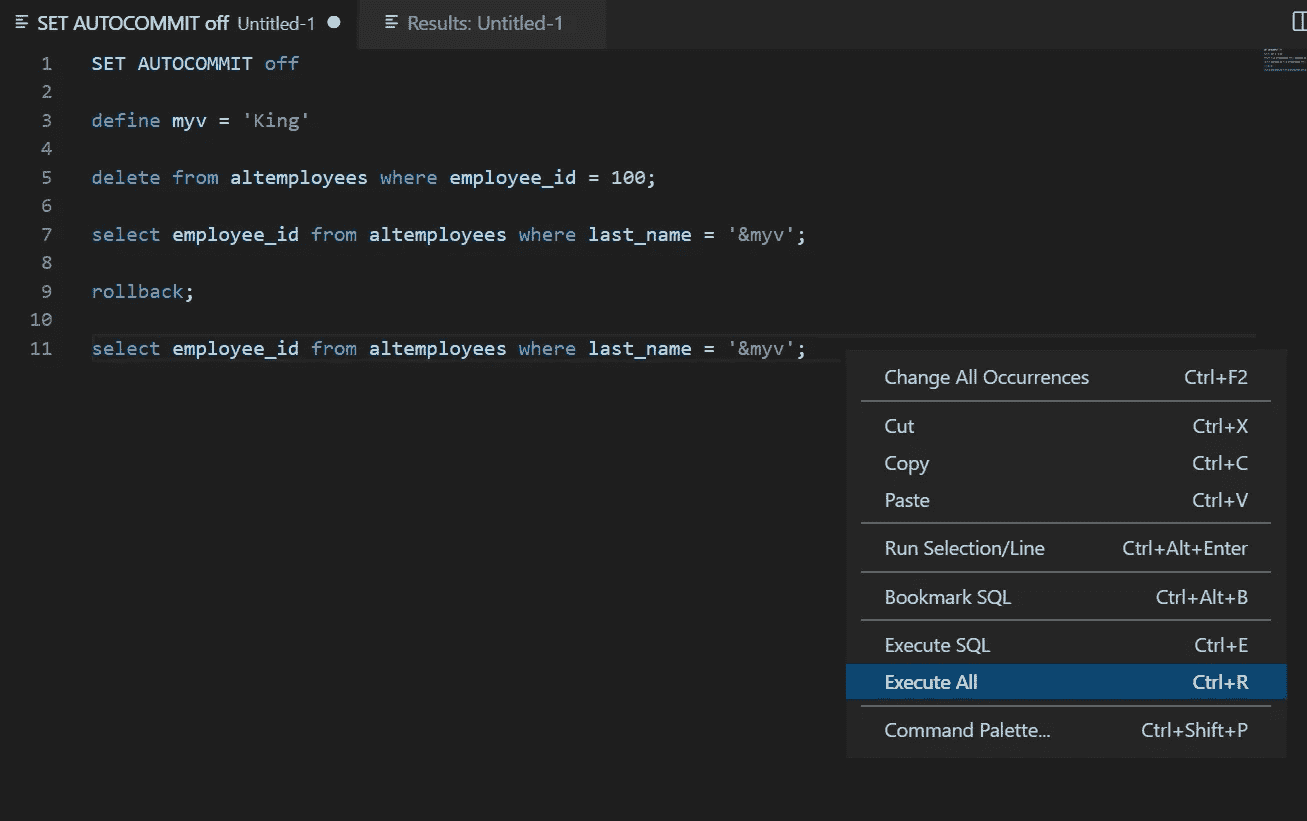 SET AUTOCOMMIT off Untitled-1 Results: Untitled-1
1 SET AUTOCOMMIT off
2
3 define myv = 'King'
4
5 delete from altemployees where employee_id = 100;
6
7 select employee_id from altemployees where last_name = '&myv';
8
9 rollback;
10
11 select employee_id from altemployees where last_name = '&myv';
Change All Occurrences Ctrl+F2
Cut Ctrl+X
Copy Ctrl+C
Paste Ctrl+V
Run Selection/Line Ctrl+Alt+Enter
Bookmark SQL Ctrl+Alt+B
Execute SQL Ctrl+E
Execute All Ctrl+R
Command Palette... Ctrl+Shift+P